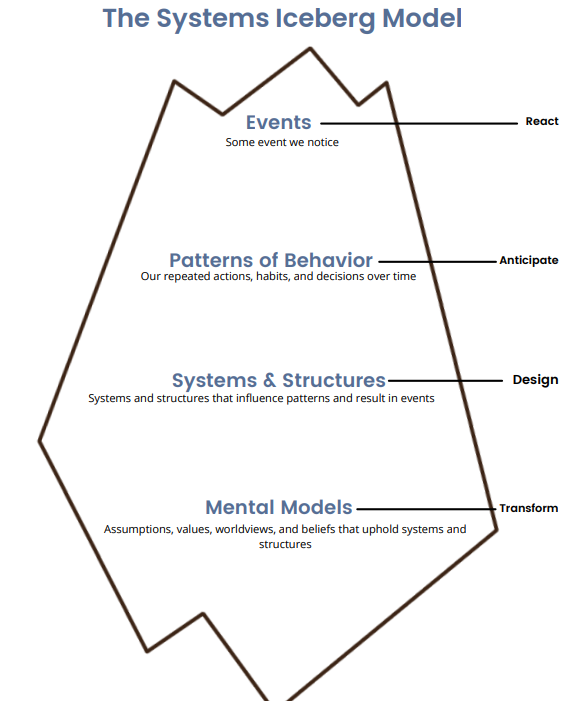 The Systems Iceberg Model
Events
React
Some event we notice
Patterns of Behavior
Anticipate
Our repeated actions, habits, and decisions over time
Systems & Structures
Design
Systems and structures that influence patterns and result in events
Mental Models
Transform
Assumptions, values, worldviews, and beliefs that uphold systems and
structures